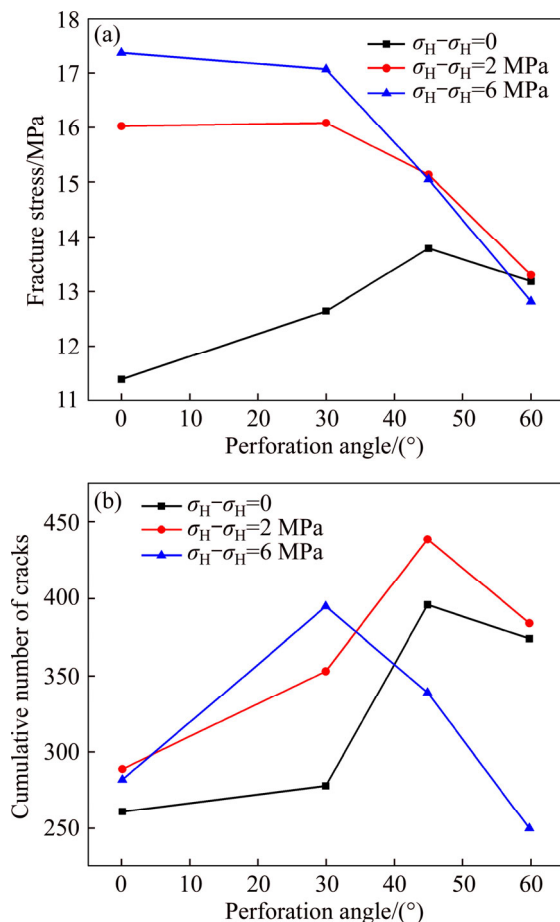 (a)
σH−σH=0
σH−σH=2 MPa
σH−σH=6 MPa
18
17
16
15
14
13
12
11
Fracture stress/MPa
0 10 20 30 40 50 60
Perforation angle/(°)
(b)
σH−σH=0
σH−σH=2 MPa
σH−σH=6 MPa
450
400
350
300
250
Cumulative number of cracks
0 10 20 30 40 50 60
Perforation angle/(°)